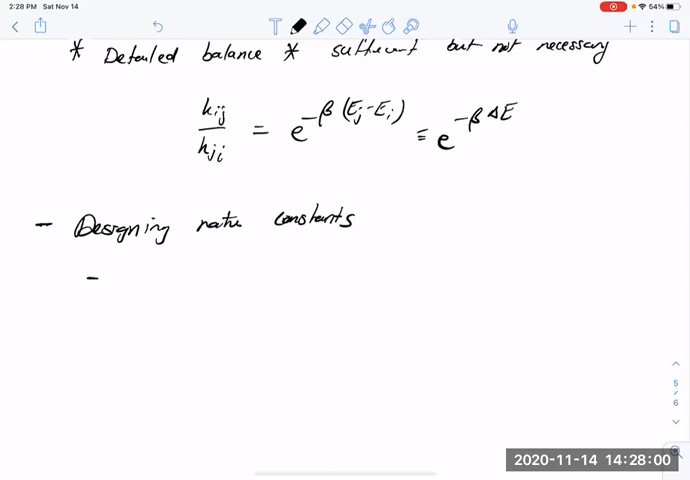 2:28 PM Sat Nov 14
54%
* Detailed balance * sufficient but not necessary
kij / kji = e^-β (Ej-Ei) ≡ e^-β ΔE
- Designing rate constants
-
5
/
6
2020-11-14 14:28:00